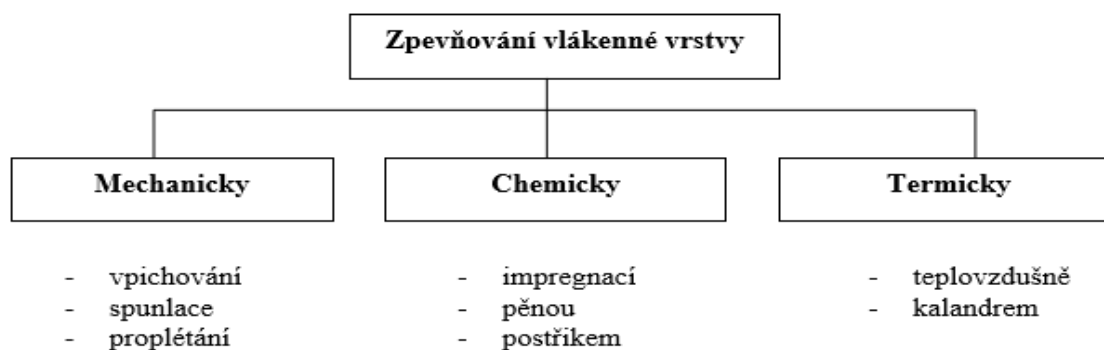 Zpevňování vlákenné vrstvy
Mechanicky
Chemicky
Termicky
- vpichování
- spunlace
- proplétání
- impregnací
- pěnou
- postřikem
- teplovzdušně
- kalandrem